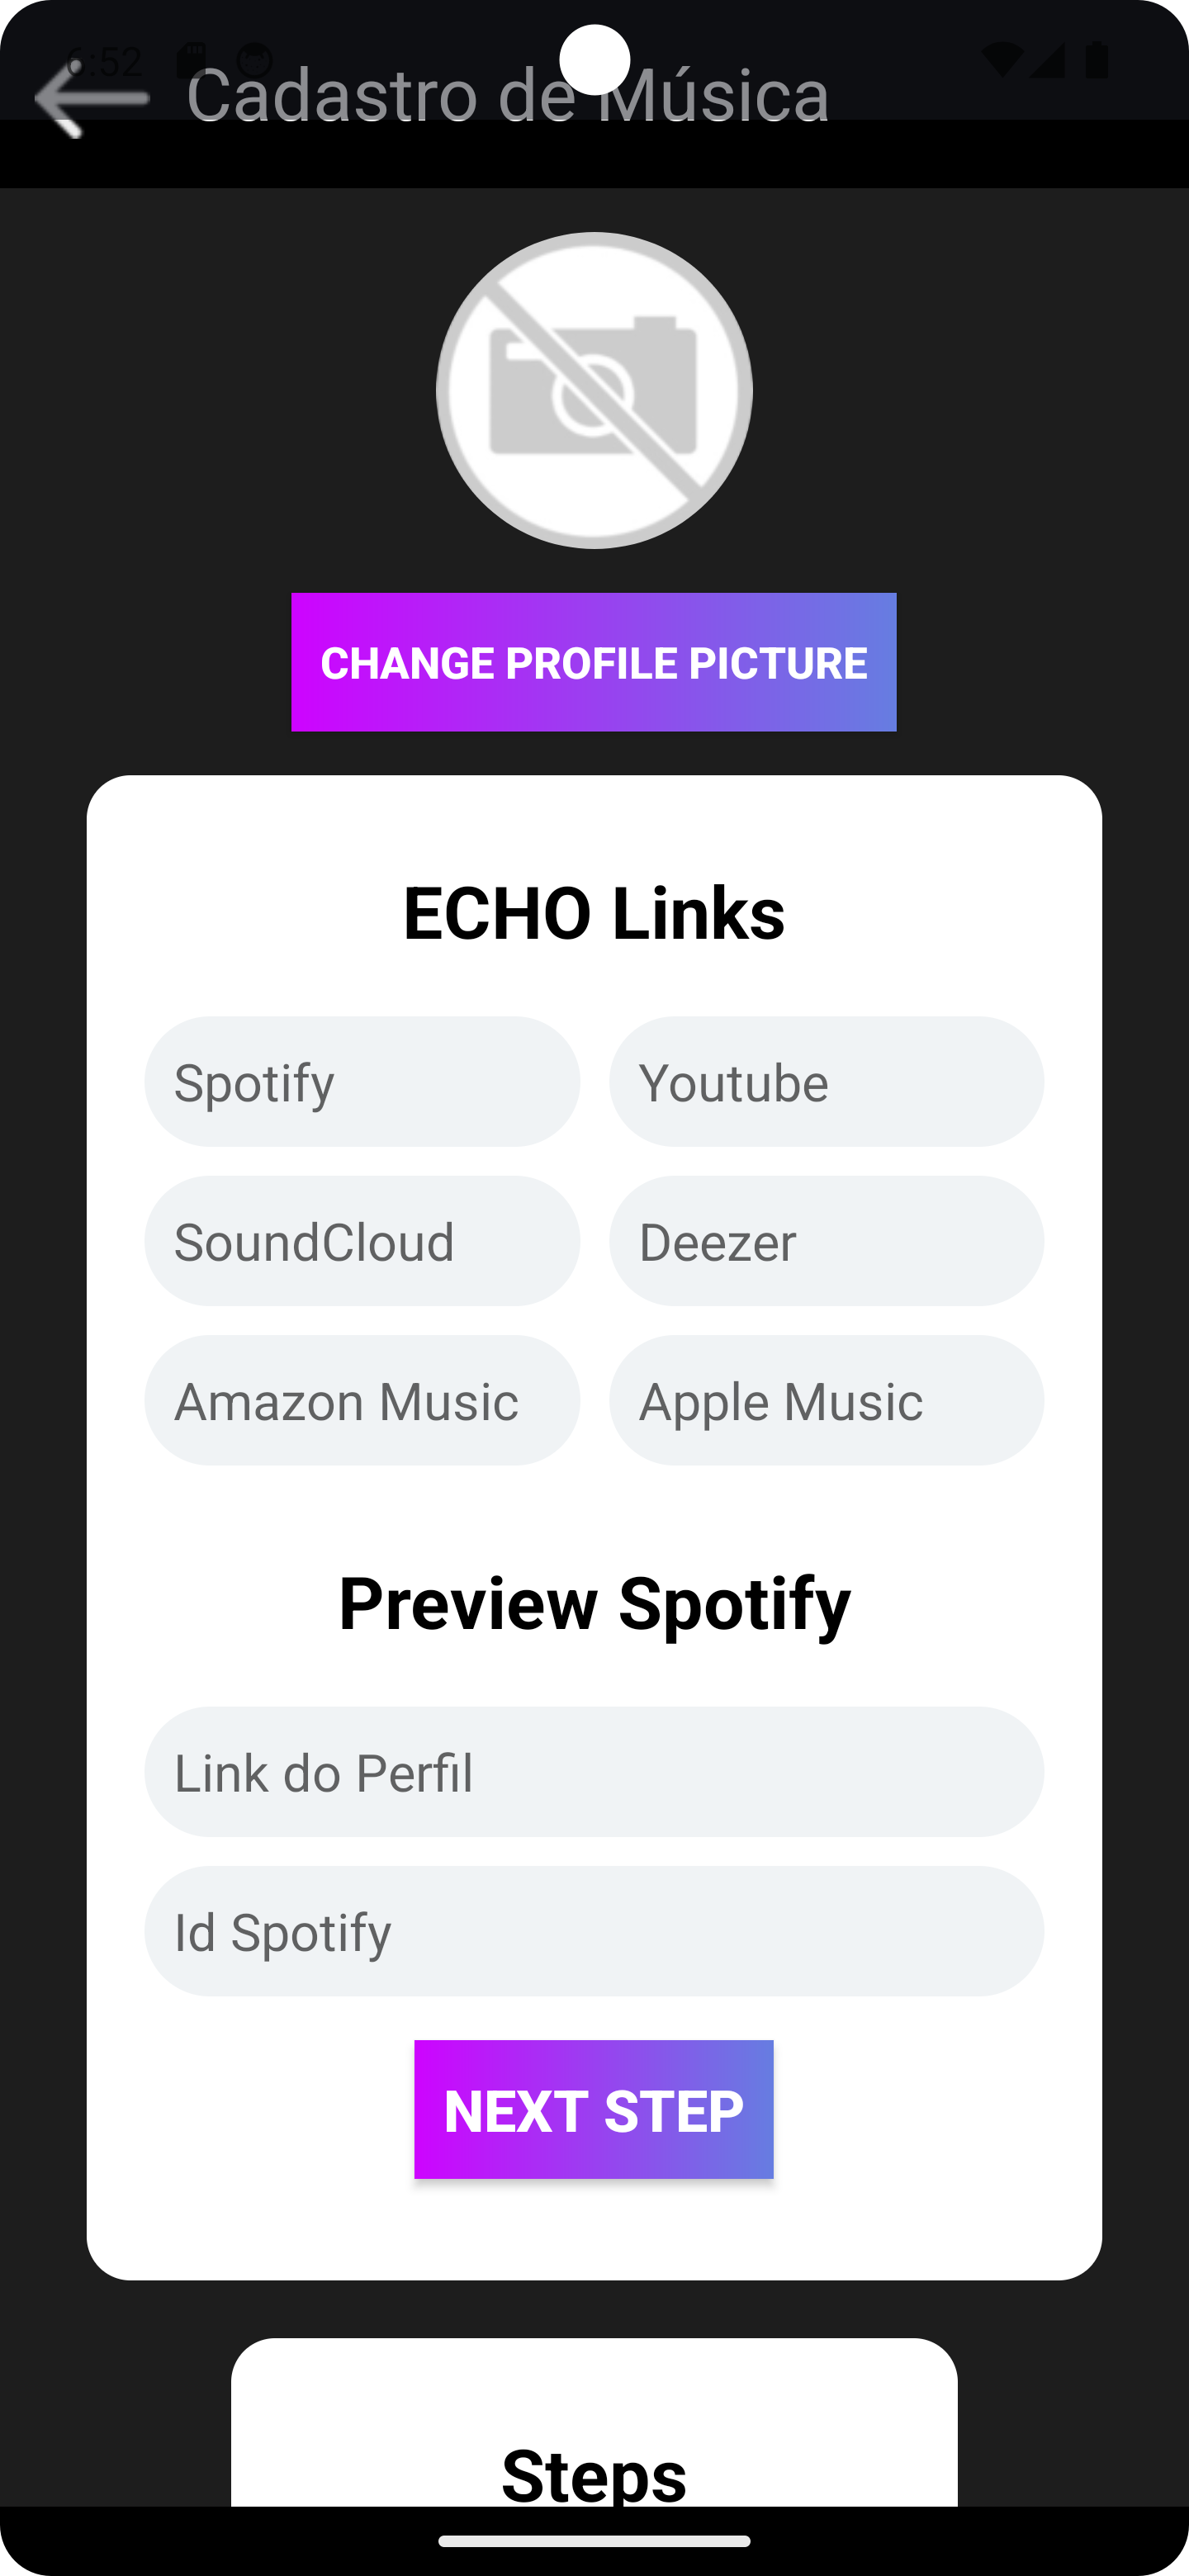 6:52
Cadastro de Música
CHANGE PROFILE PICTURE
ECHO Links
Spotify
Youtube
SoundCloud
Deezer
Amazon Music
Apple Music
Preview Spotify
Link do Perfil
Id Spotify
NEXT STEP
Steps